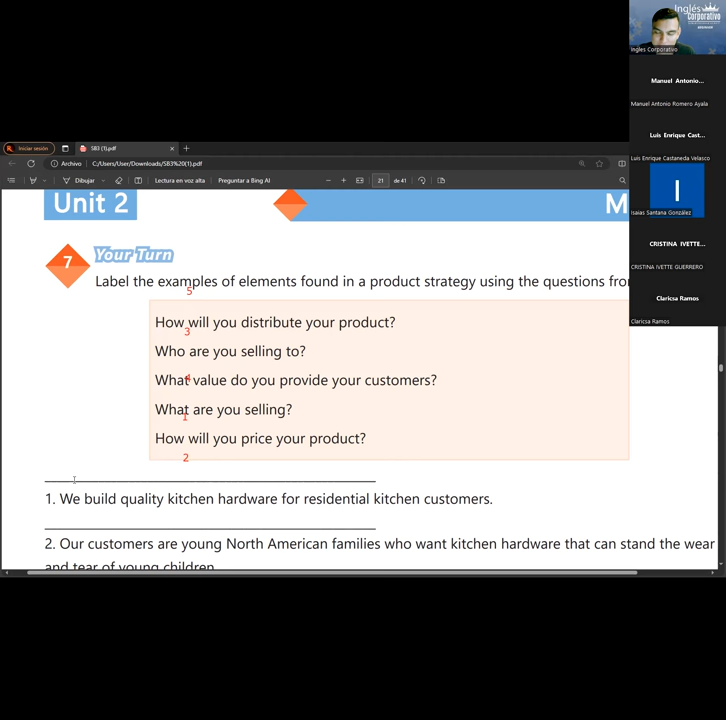 Inglés
Corporativo
Ingles Corporativo
Manuel Antonio...
Manuel Antonio Romero Ayala
Luis Enrique Cast...
Luis Enrique Castaneda Velasco
I
Isaias Santana González
CRISTINA IVETTE...
CRISTINA IVETTE GUERRERO
Claricsa Ramos
Claricsa Ramos
Iniciar sesión
SB3 (1).pdf
Archivo
C:/Users/User/Downloads/SB3%20(1).pdf
Dibujar
Lectura en voz alta
Preguntar a Bing AI
21
de 41
Unit 2
M
7
Your Turn
Label the examples of elements found in a product strategy using the questions fro
5
How will you distribute your product?
3
Who are you selling to?
4
What value do you provide your customers?
What are you selling?
1
How will you price your product?
2
1. We build quality kitchen hardware for residential kitchen customers.
2. Our customers are young North American families who want kitchen hardware that can stand the wear
and tear of young children